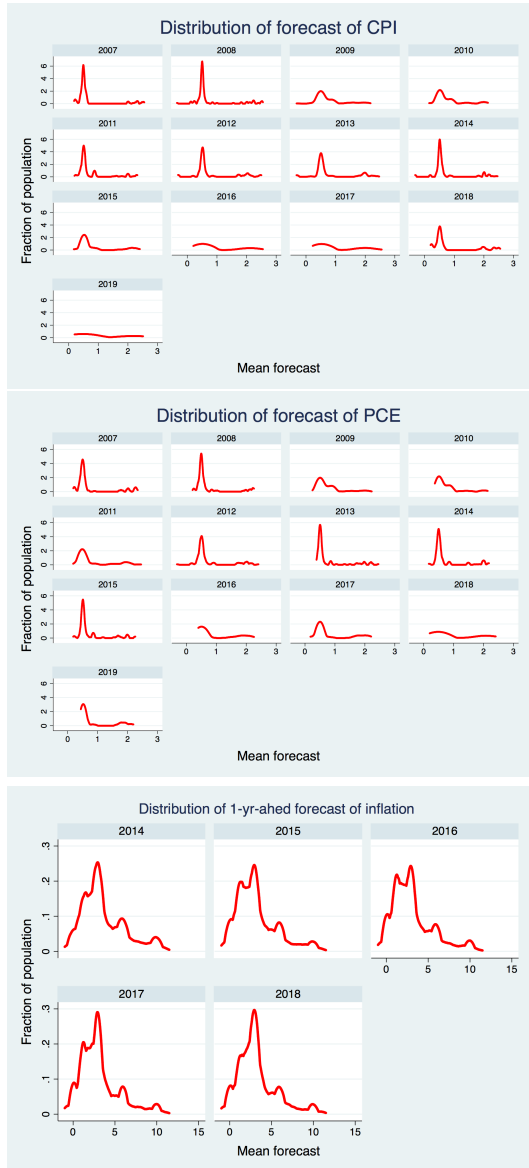 Distribution of forecast of CPI
2007 2008 2009 2010
0 2 4 6
2011 2012 2013 2014
0 2 4 6
2015 2016 2017 2018
0 2 4 6
0 1 2 3 0 1 2 3 0 1 2 3
2019
0 2 4 6
0 1 2 3
Fraction of population
Mean forecast
Distribution of forecast of PCE
2007 2008 2009 2010
0 2 4 6
2011 2012 2013 2014
0 2 4 6
2015 2016 2017 2018
0 2 4 6
0 1 2 3 0 1 2 3 0 1 2 3
2019
0 2 4 6
0 1 2 3
Fraction of population
Mean forecast
Distribution of 1-yr-ahed forecast of inflation
2014 2015 2016
0 .1 .2 .3
0 5 10 15
2017 2018
0 .1 .2 .3
0 5 10 15 0 5 10 15
Fraction of population
Mean forecast